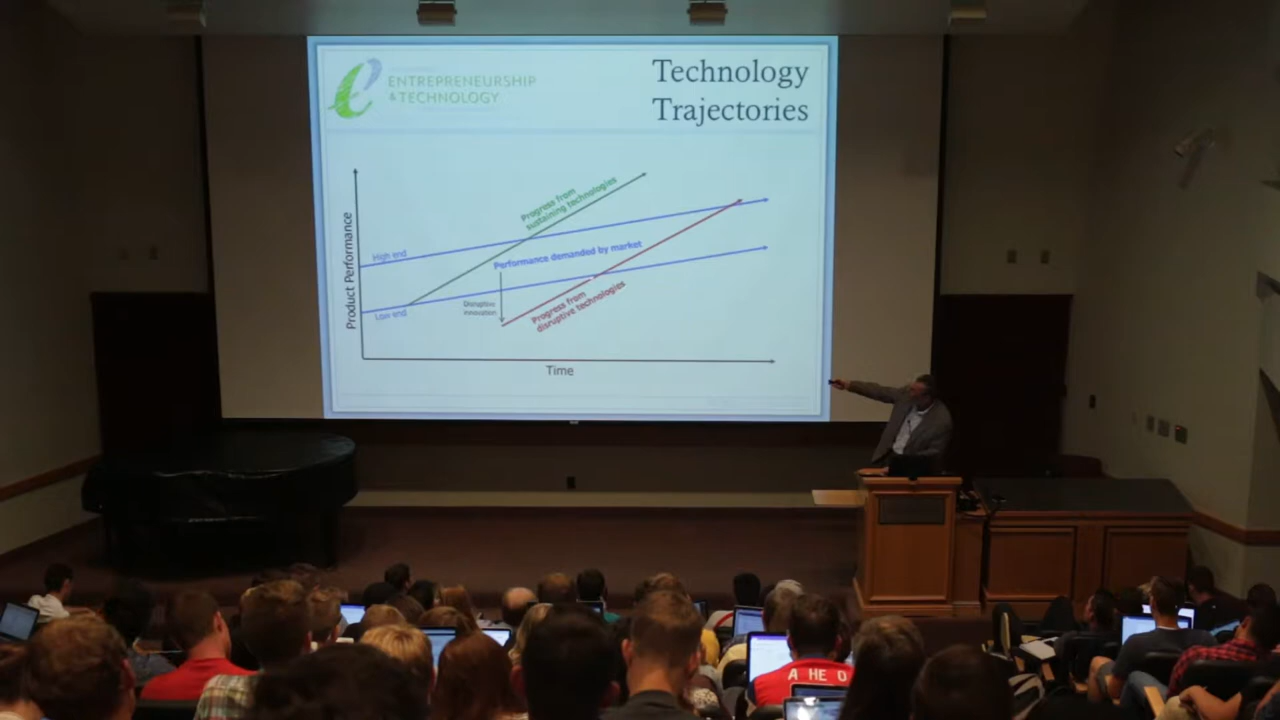 ENTREPRENEURSHIP
& TECHNOLOGY
Technology
Trajectories
Progress from
sustaining technologies
High end
Performance demanded by market
Disruptive
innovation
Low end
Progress from
disruptive technologies
Product Performance
Time
A HE O